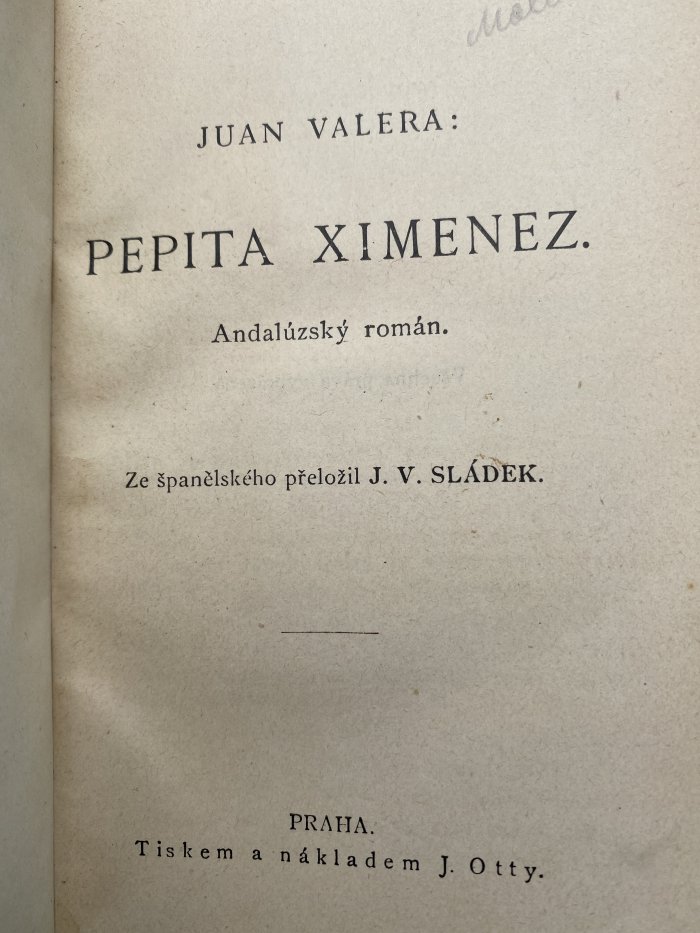 JUAN VALERA:
PEPITA XIMENEZ.
Andalúzský román.
Ze španělského přeložil J. V. SLÁDEK.
PRAHA.
Tiskem a nákladem J. Otty.